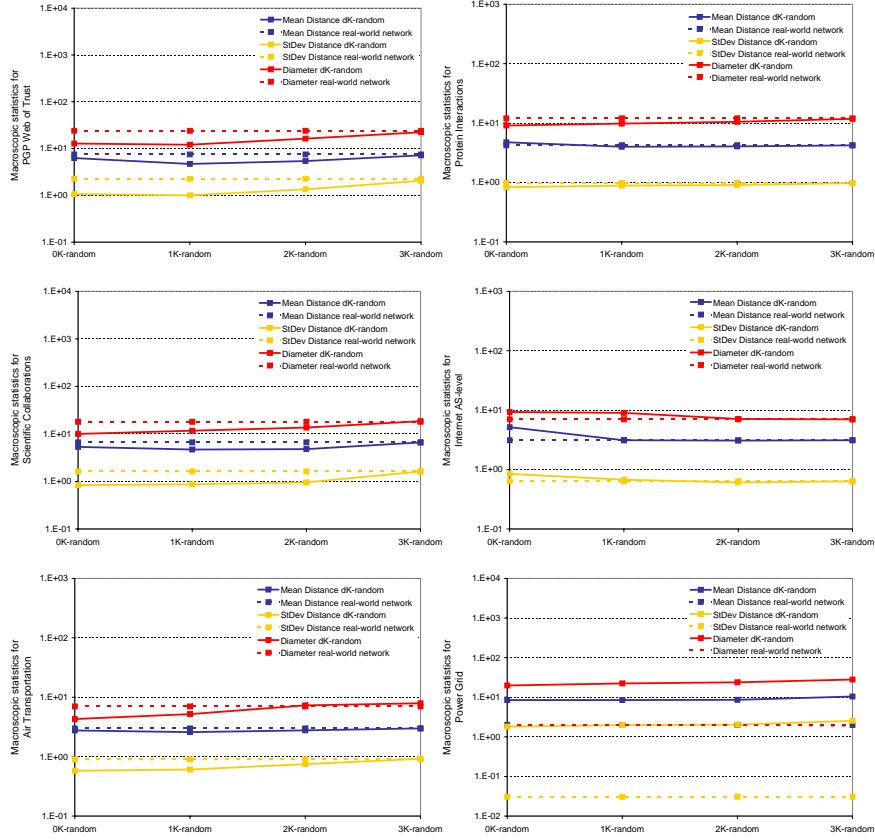 Macroscopic statistics for
PGP Web of Trust
1.E+04
1.E+03
1.E+02
1.E+01
1.E+00
1.E-01
0K-random
1K-random
2K-random
3K-random
Mean Distance dK-random
Mean Distance real-world network
StDev Distance dK-random
StDev Distance real-world network
Diameter dK-random
Diameter real-world network
Macroscopic statistics for
Protein Interactions
1.E+03
1.E+02
1.E+01
1.E+00
1.E-01
0K-random
1K-random
2K-random
3K-random
Mean Distance dK-random
Mean Distance real-world network
StDev Distance dK-random
StDev Distance real-world network
Diameter dK-random
Diameter real-world network
Macroscopic statistics for
Scientific Collaborations
1.E+04
1.E+03
1.E+02
1.E+01
1.E+00
1.E-01
0K-random
1K-random
2K-random
3K-random
Mean Distance dK-random
Mean Distance real-world network
StDev Distance dK-random
StDev Distance real-world network
Diameter dK-random
Diameter real-world network
Macroscopic statistics for
Internet AS-level
1.E+03
1.E+02
1.E+01
1.E+00
1.E-01
0K-random
1K-random
2K-random
3K-random
Mean Distance dK-random
Mean Distance real-world network
StDev Distance dK-random
StDev Distance real-world network
Diameter dK-random
Diameter real-world network
Macroscopic statistics for
Air Transportation
1.E+03
1.E+02
1.E+01
1.E+00
1.E-01
0K-random
1K-random
2K-random
3K-random
Mean Distance dK-random
Mean Distance real-world network
StDev Distance dK-random
StDev Distance real-world network
Diameter dK-random
Diameter real-world network
Macroscopic statistics for
Power Grid
1.E+04
1.E+03
1.E+02
1.E+01
1.E+00
1.E-01
1.E-02
0K-random
1K-random
2K-random
3K-random
Mean Distance dK-random
Mean Distance real-world network
StDev Distance dK-random
StDev Distance real-world network
Diameter dK-random
Diameter real-world network